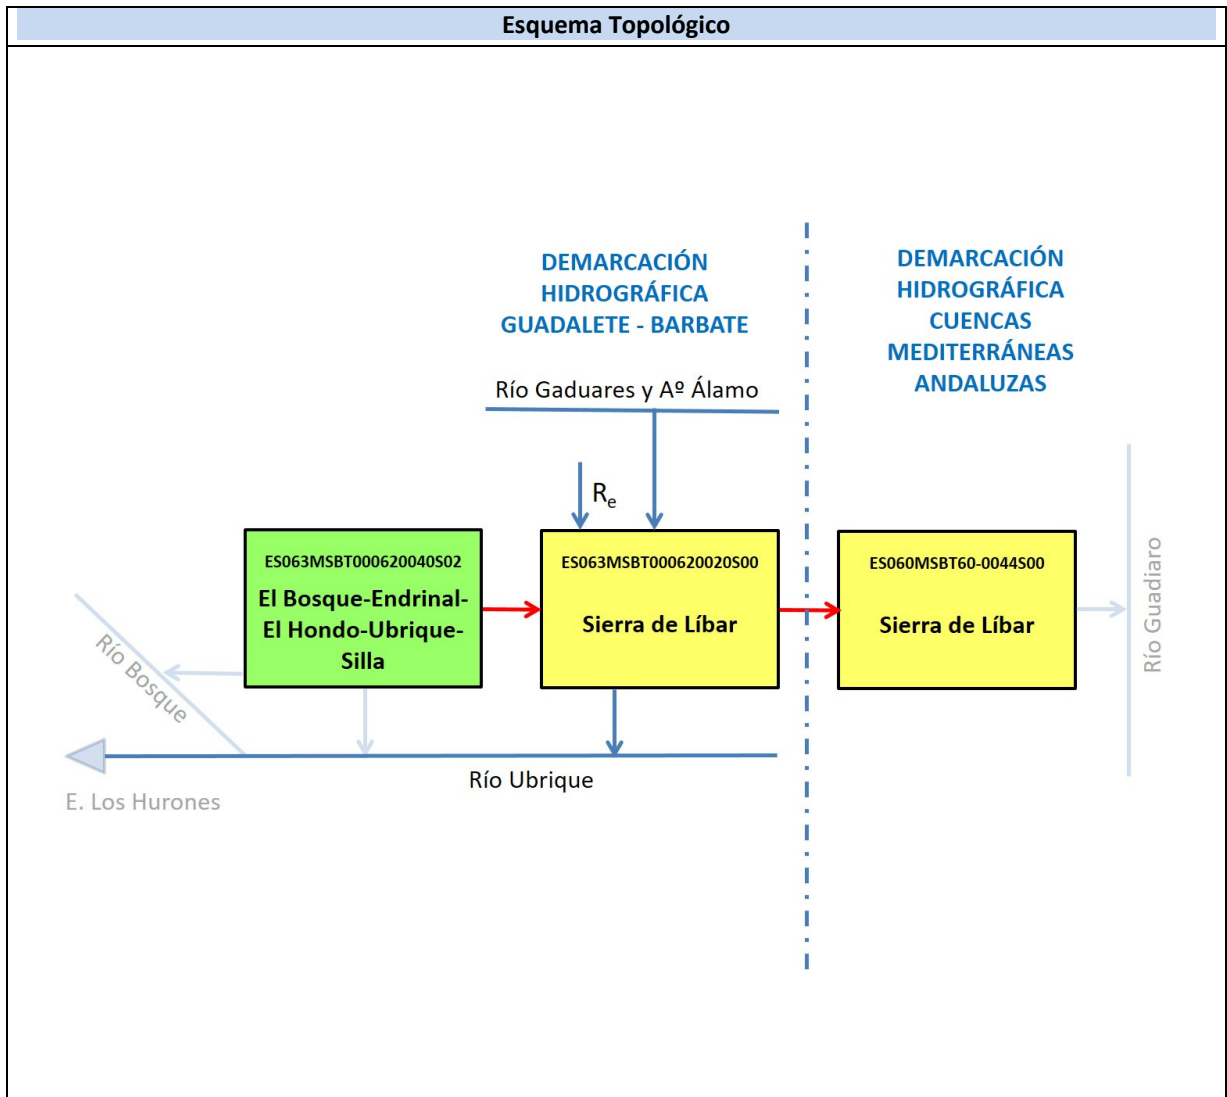 Esquema Topológico
DEMARCACIÓN
HIDROGRÁFICA
GUADALETE - BARBATE
DEMARCACIÓN
HIDROGRÁFICA
CUENCAS
MEDITERRÁNEAS
ANDALUZAS
Río Gaduares y Aº Álamo
Re
ES063MSBT000620040S02
El Bosque-Endrinal-
El Hondo-Ubrique-
Silla
ES063MSBT000620020S00
Sierra de Líbar
ES060MSBT60-0044S00
Sierra de Líbar
Río Guadiaro
Río Bosque
Río Ubrique
E. Los Hurones